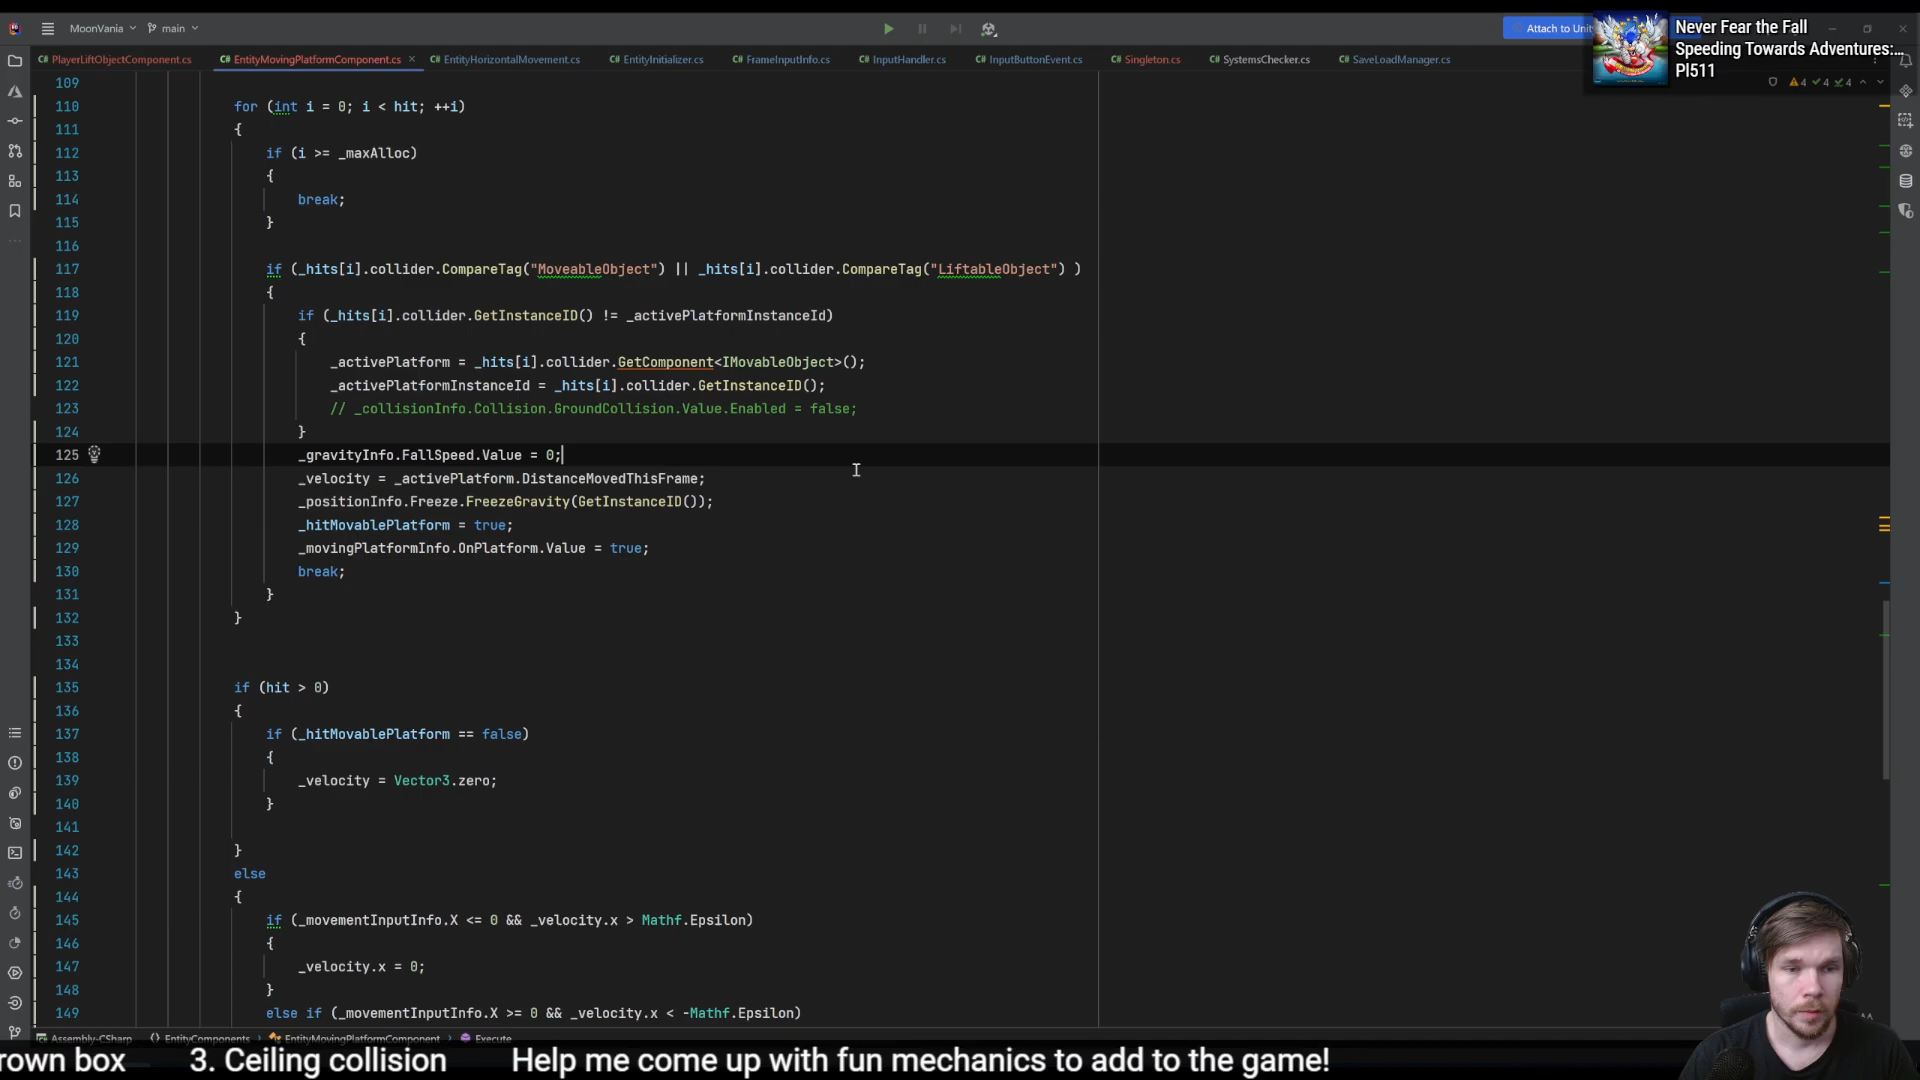 MoonVania
main
Attach to Unit
Never Fear the Fall
Speeding Towards Adventures:...
PI511
C# PlayerLiftObjectComponent.cs
C# EntityMovingPlatformComponent.cs
C# EntityHorizontalMovement.cs
C# EntityInitializer.cs
C# FrameInputInfo.cs
C# InputHandler.cs
C# InputButtonEvent.cs
C# Singleton.cs
C# SystemsChecker.cs
C# SaveLoadManager.cs
4 4 4
109
110 for (int i = 0; i < hit; ++i)
111 {
112 if (i >= _maxAlloc)
113 {
114 break;
115 }
116
117 if (_hits[i].collider.CompareTag("MoveableObject") || _hits[i].collider.CompareTag("LiftableObject") )
118 {
119 if (_hits[i].collider.GetInstanceID() != _activePlatformInstanceId)
120 {
121 _activePlatform = _hits[i].collider.GetComponent<IMovableObject>();
122 _activePlatformInstanceId = _hits[i].collider.GetInstanceID();
123 // _collisionInfo.Collision.GroundCollision.Value.Enabled = false;
124 }
125 _gravityInfo.FallSpeed.Value = 0;
126 _velocity = _activePlatform.DistanceMovedThisFrame;
127 _positionInfo.Freeze.FreezeGravity(GetInstanceID());
128 _hitMovablePlatform = true;
129 _movingPlatformInfo.OnPlatform.Value = true;
130 break;
131 }
132 }
133
134
135 if (hit > 0)
136 {
137 if (_hitMovablePlatform == false)
138 {
139 _velocity = Vector3.zero;
140 }
141
142 }
143 else
144 {
145 if (_movementInputInfo.X <= 0 && _velocity.x > Mathf.Epsilon)
146 {
147 _velocity.x = 0;
148 }
149 else if (_movementInputInfo.X >= 0 && _velocity.x < -Mathf.Epsilon)
Assembly-CSharp
EntityComponents
EntityMovingPlatformComponent
Execute
rown box 3. Ceiling collision Help me come up with fun mechanics to add to the game!